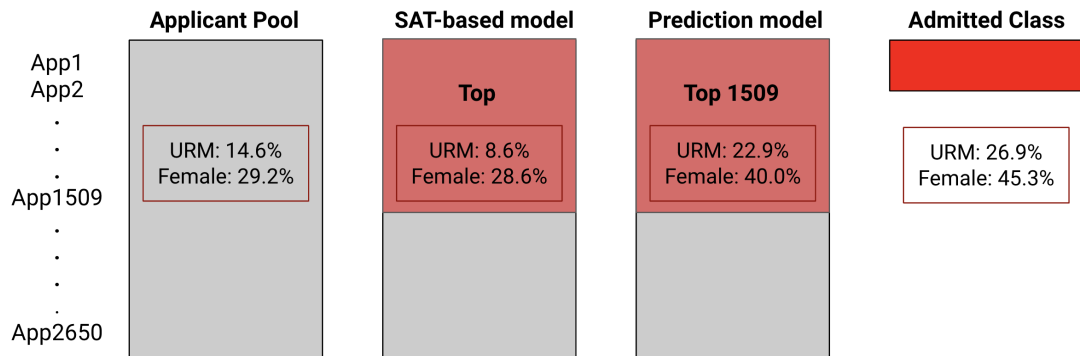 Applicant Pool
SAT-based model
Prediction model
Admitted Class
App1
App2
App1509
App2650
URM: 14.6%
Female: 29.2%
Top
URM: 8.6%
Female: 28.6%
Top 1509
URM: 22.9%
Female: 40.0%
URM: 26.9%
Female: 45.3%